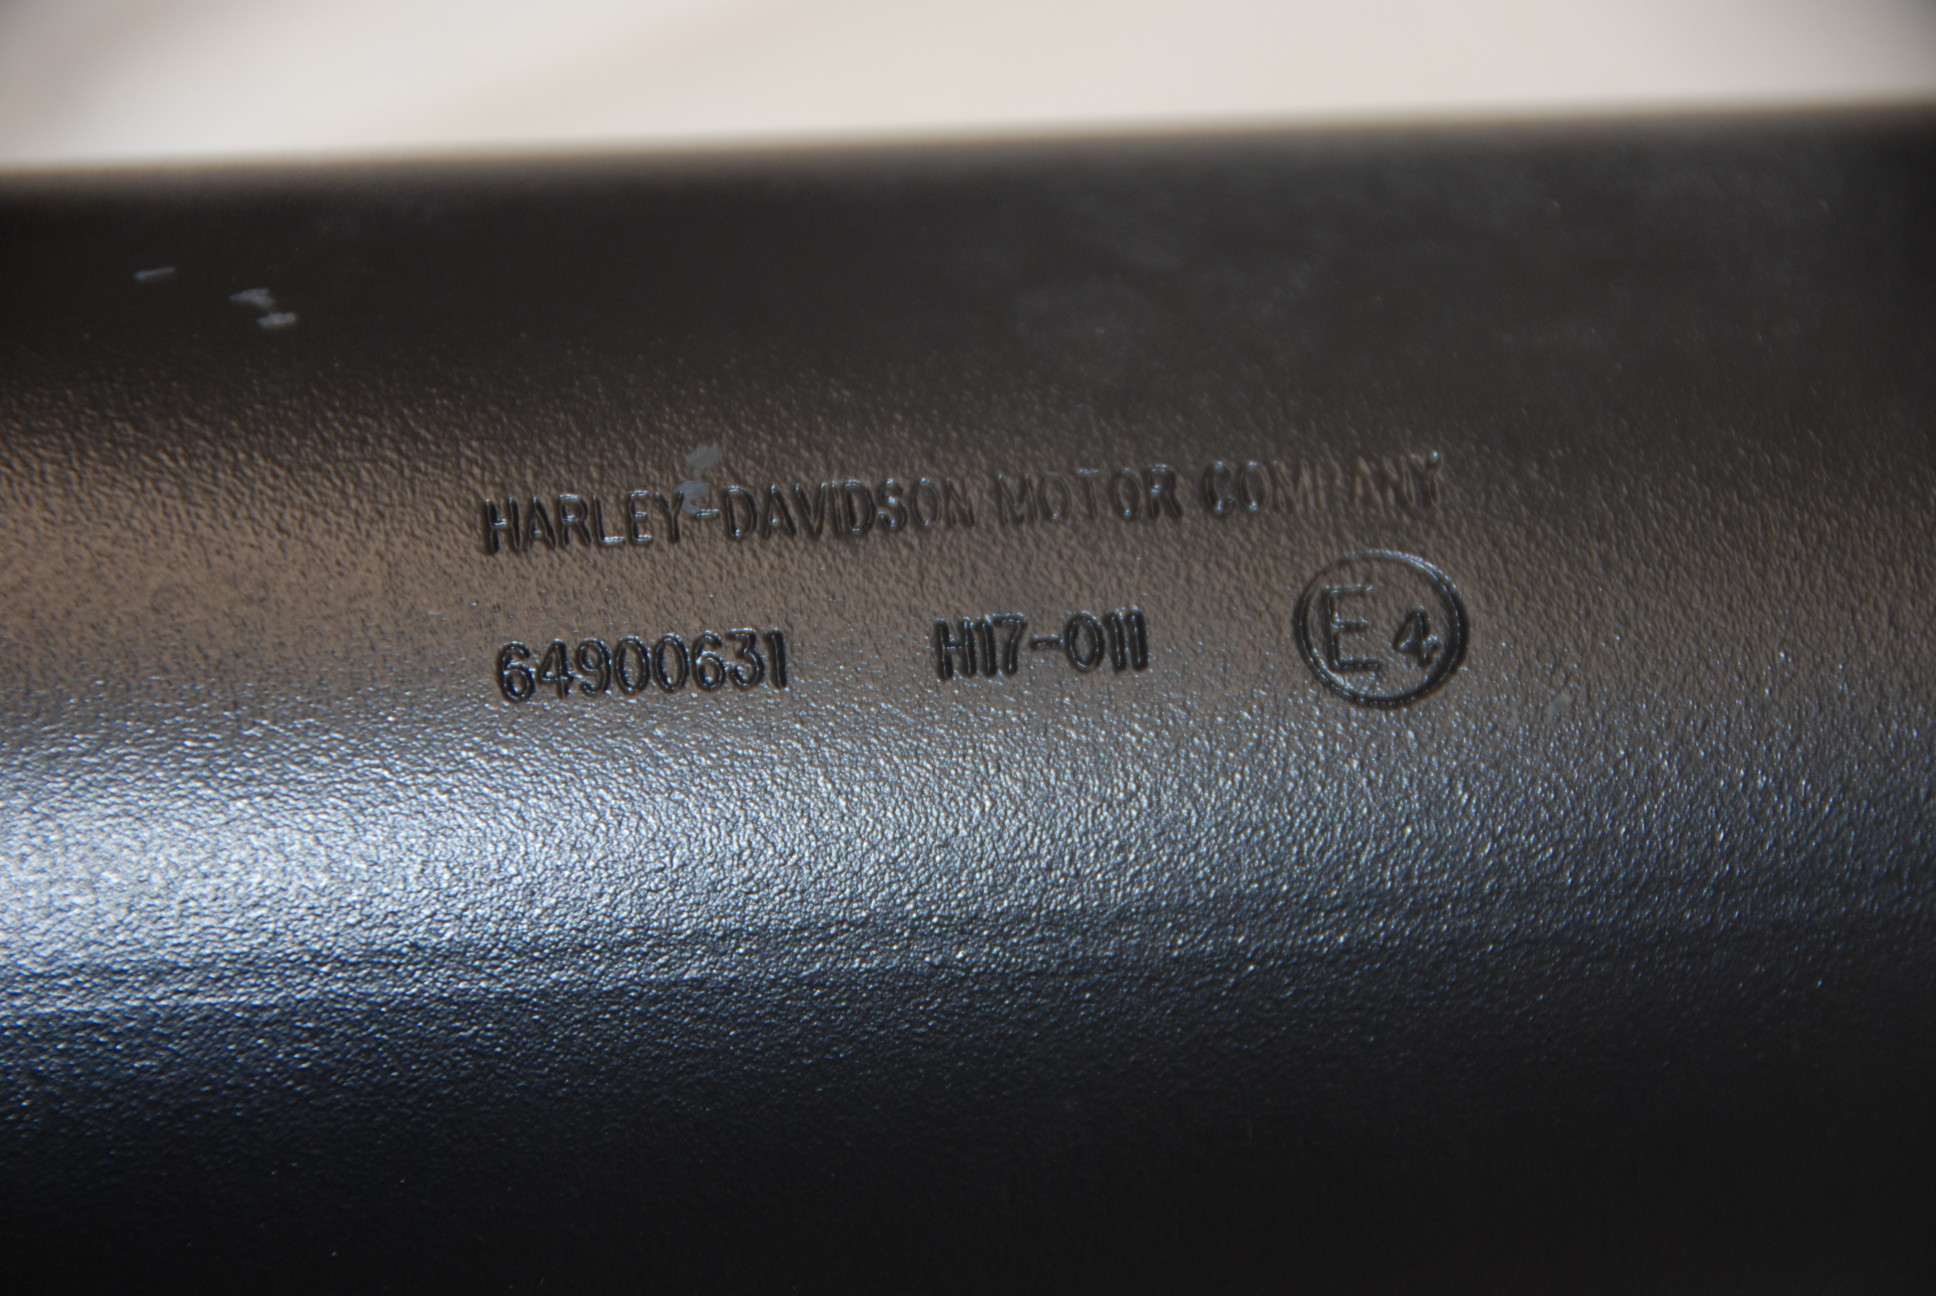 HARLEY-DAVIDSON MOTOR COMPANY
64900631 H17-011 E4